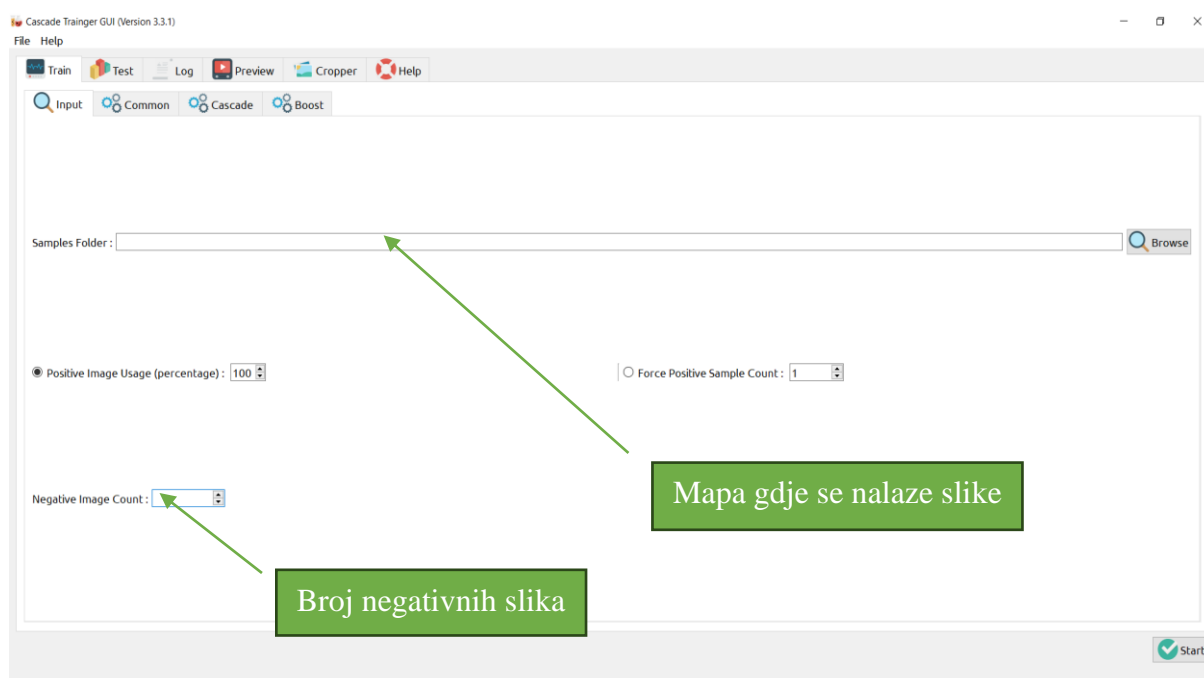 Cascade Trainger GUI (Version 3.3.1)
File Help
Train Test Log Preview Cropper Help
Input Common Cascade Boost
Samples Folder : Browse
Positive Image Usage (percentage) : 100 Force Positive Sample Count : 1
Mapa gdje se nalaze slike
Negative Image Count :
Broj negativnih slika
Start